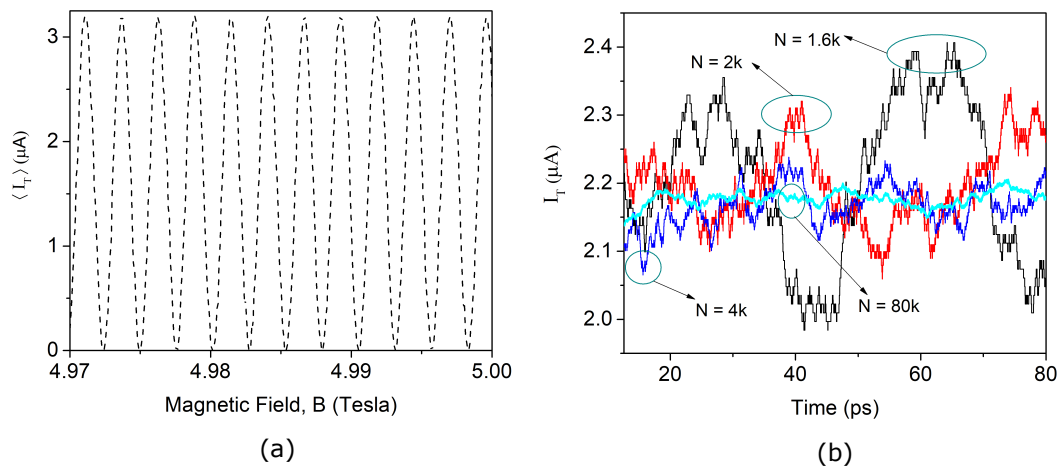 ⟨ I_T ⟩ (μA)
3
2
1
0
4.97
4.98
4.99
5.00
Magnetic Field, B (Tesla)
(a)
I_T (μA)
2.4
2.3
2.2
2.1
2.0
N = 1.6k
N = 2k
N = 4k
N = 80k
20
40
60
80
Time (ps)
(b)